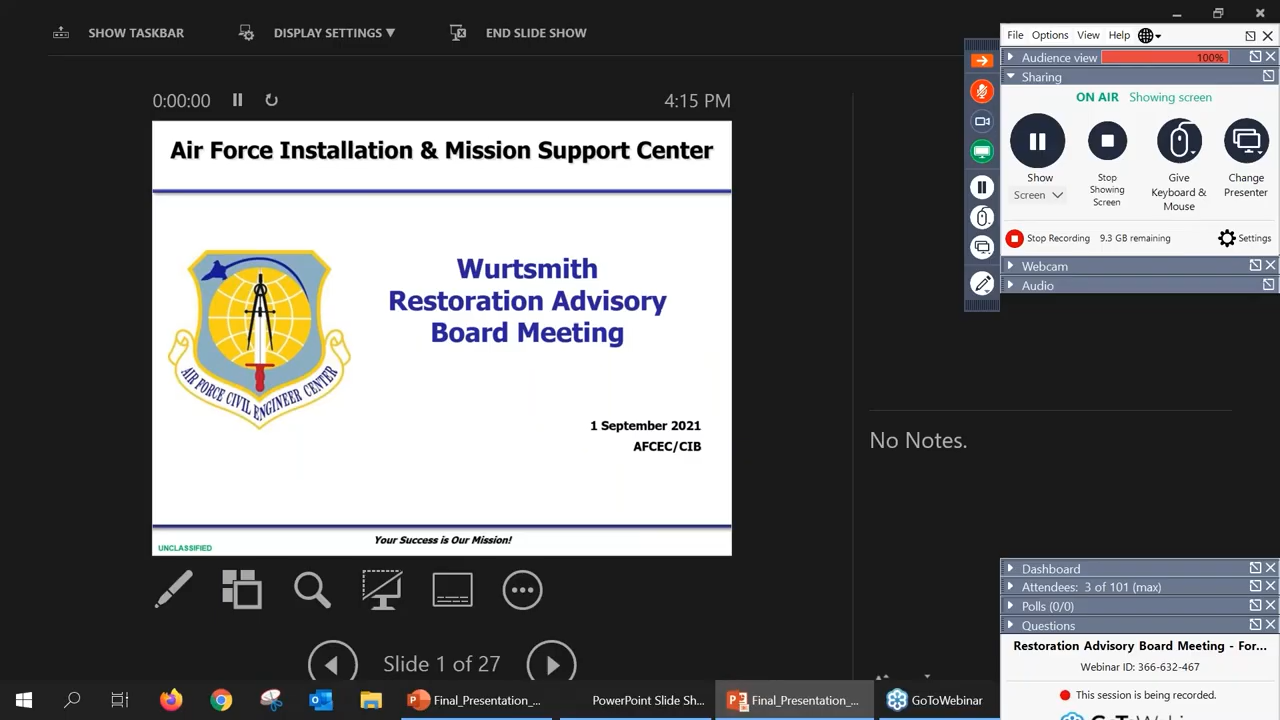 SHOW TASKBAR
DISPLAY SETTINGS ▼
END SLIDE SHOW
0:00:00
4:15 PM
Air Force Installation & Mission Support Center
AIR FORCE CIVIL ENGINEER CENTER
Wurtsmith
Restoration Advisory
Board Meeting
1 September 2021
AFCEC/CIB
Your Success is Our Mission!
UNCLASSIFIED
Slide 1 of 27
No Notes.
File Options View Help
Audience view 100%
Sharing
ON AIR Showing screen
Show
Screen
Stop
Showing
Screen
Give
Keyboard &
Mouse
Change
Presenter
Stop Recording 9.3 GB remaining Settings
Webcam
Audio
Dashboard
Attendees: 3 of 101 (max)
Polls (0/0)
Questions
Restoration Advisory Board Meeting - For...
Webinar ID: 366-632-467
This session is being recorded.
Final_Presentation_...
PowerPoint Slide Sh...
Final_Presentation_...
GoToWebinar